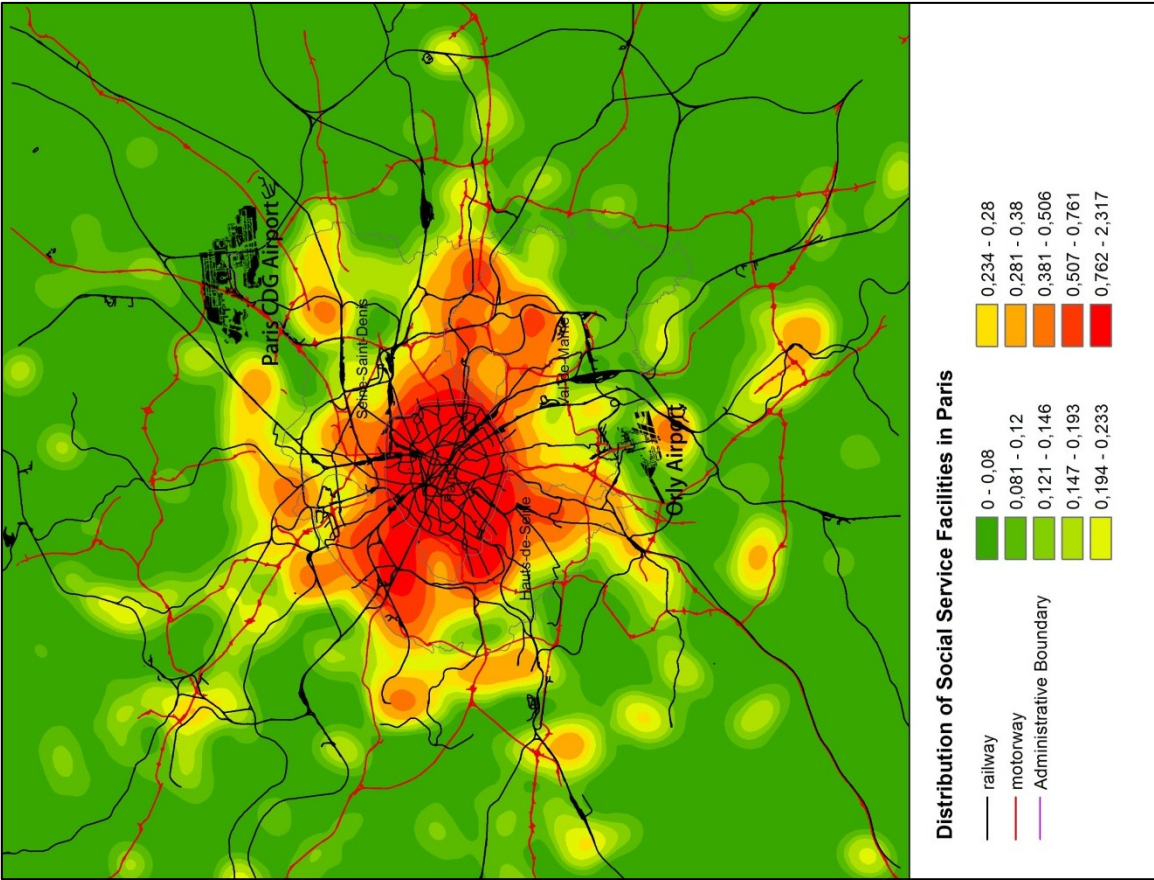 Paris CDG Airport
Seine-Saint-Denis
Val-de-Marne
Hauts-de-Seine
Orly Airport
Distribution of Social Service Facilities in Paris
railway
motorway
Administrative Boundary
0 - 0,08
0,081 - 0,12
0,121 - 0,146
0,147 - 0,193
0,194 - 0,233
0,234 - 0,28
0,281 - 0,38
0,381 - 0,506
0,507 - 0,761
0,762 - 2,317